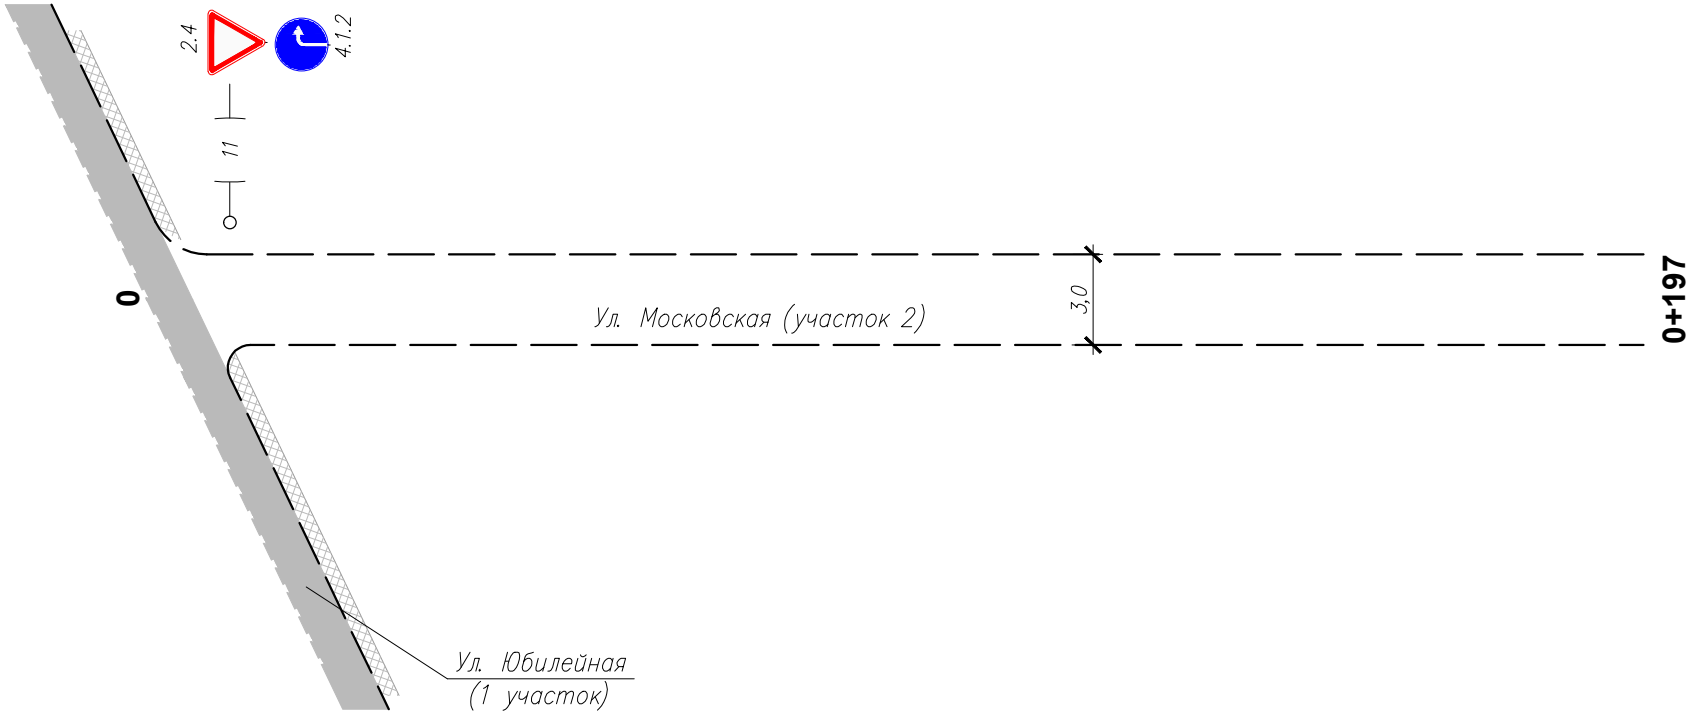 2.4
4.1.2
11
0
Ул. Московская (участок 2)
3,0
0+197
Ул. Юбилейная
(1 участок)